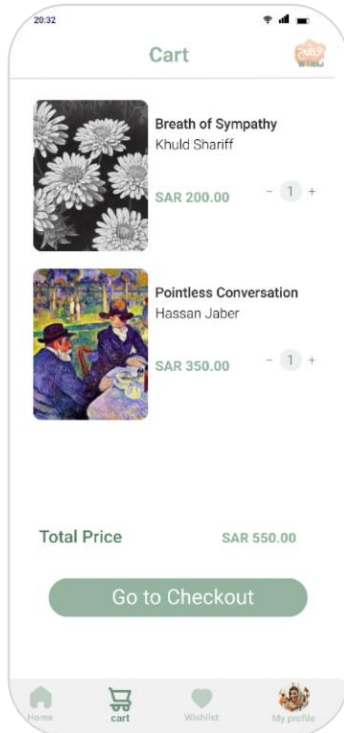 20:32
Cart
Breath of Sympathy
Khuld Shariff
SAR 200.00
- 1 +
Pointless Conversation
Hassan Jaber
SAR 350.00
- 1 +
Total Price
SAR 550.00
Go to Checkout
Home
cart
Wishlist
My profile